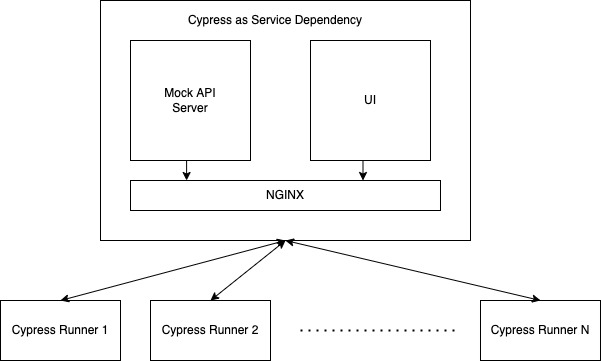 Cypress as Service Dependency
Mock API
Server
UI
NGINX
Cypress Runner 1
Cypress Runner 2
Cypress Runner N